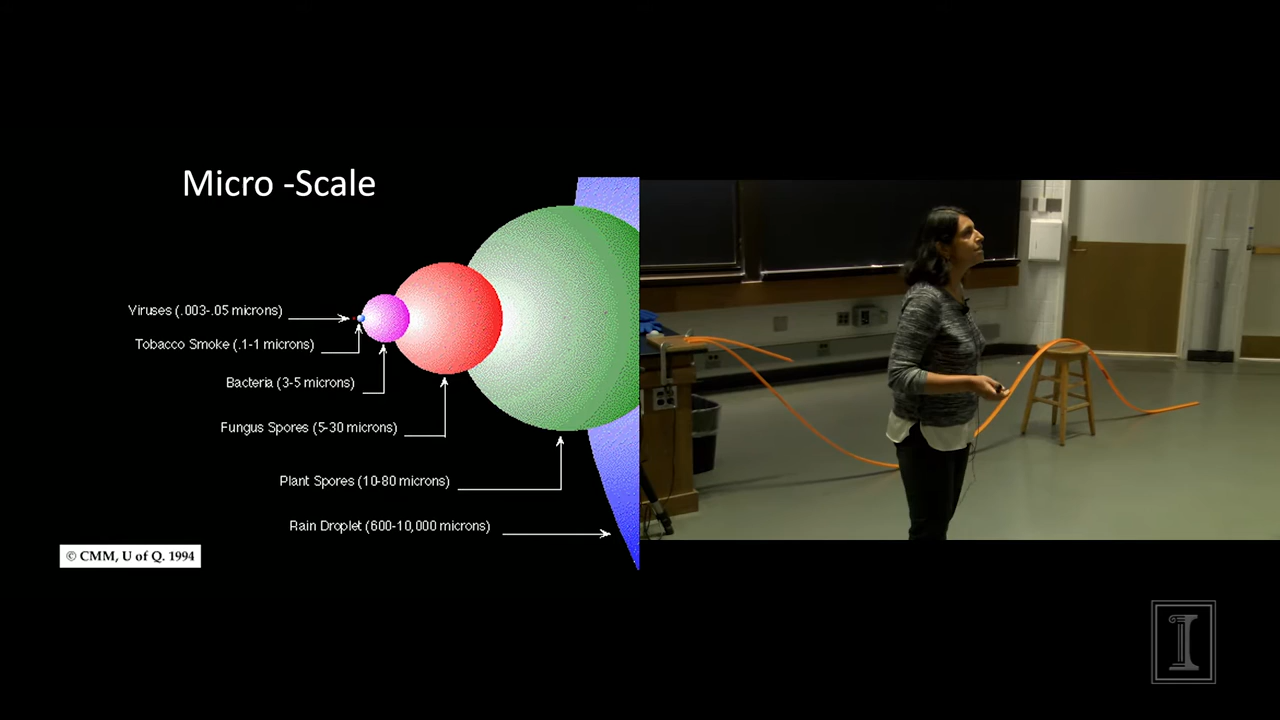 Micro -Scale
Viruses (.003-.05 microns)
Tobacco Smoke (.1-1 microns)
Bacteria (3-5 microns)
Fungus Spores (5-30 microns)
Plant Spores (10-80 microns)
Rain Droplet (600-10,000 microns)
© CMM, U of Q. 1994